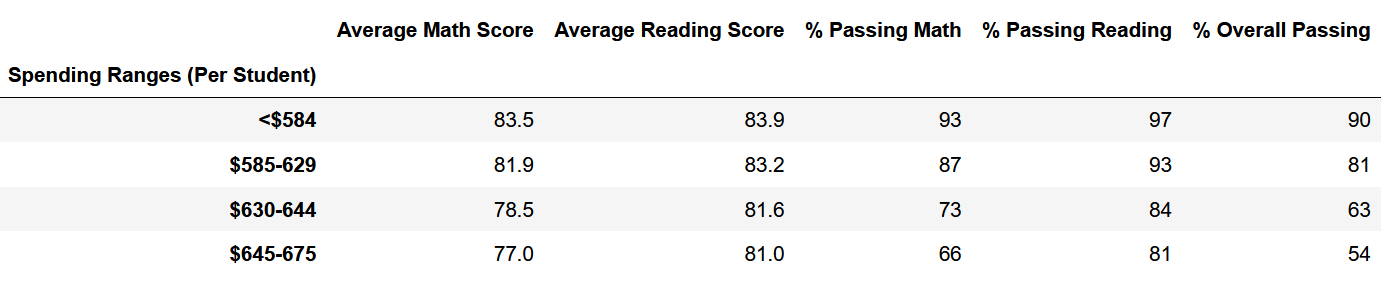 Average Math Score Average Reading Score % Passing Math % Passing Reading % Overall Passing
Spending Ranges (Per Student)
<$584 83.5 83.9 93 97 90
$585-629 81.9 83.2 87 93 81
$630-644 78.5 81.6 73 84 63
$645-675 77.0 81.0 66 81 54